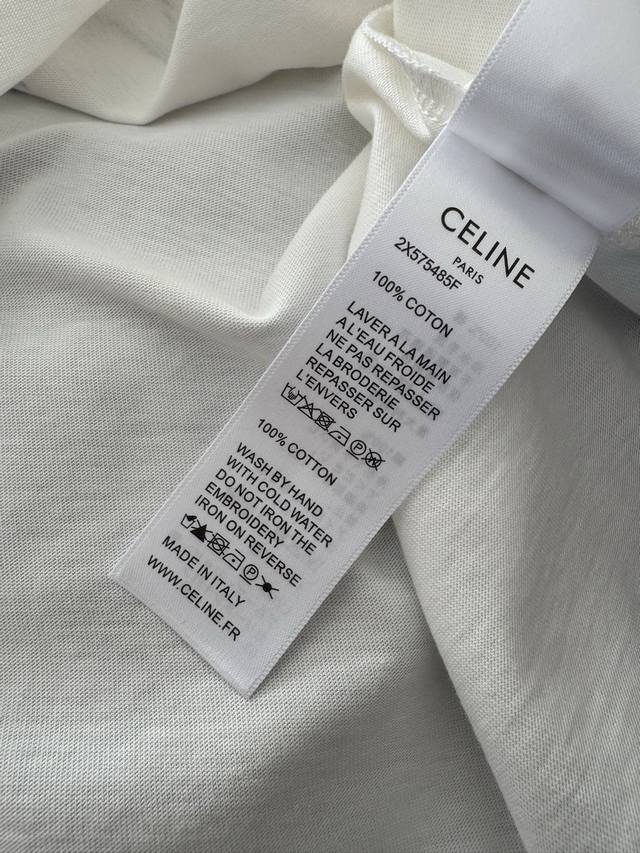 CELINE
PARIS
2X575485F
100% COTON
LAVER A LA MAIN
A L'EAU FROIDE
NE PAS REPASSER
LA BRODERIE
REPASSER SUR
L'ENVERS
100% COTTON
WASH BY HAND
WITH COLD WATER
DO NOT IRON THE
EMBROIDERY
IRON ON REVERSE
MADE IN ITALY
WWW.CELINE.FR